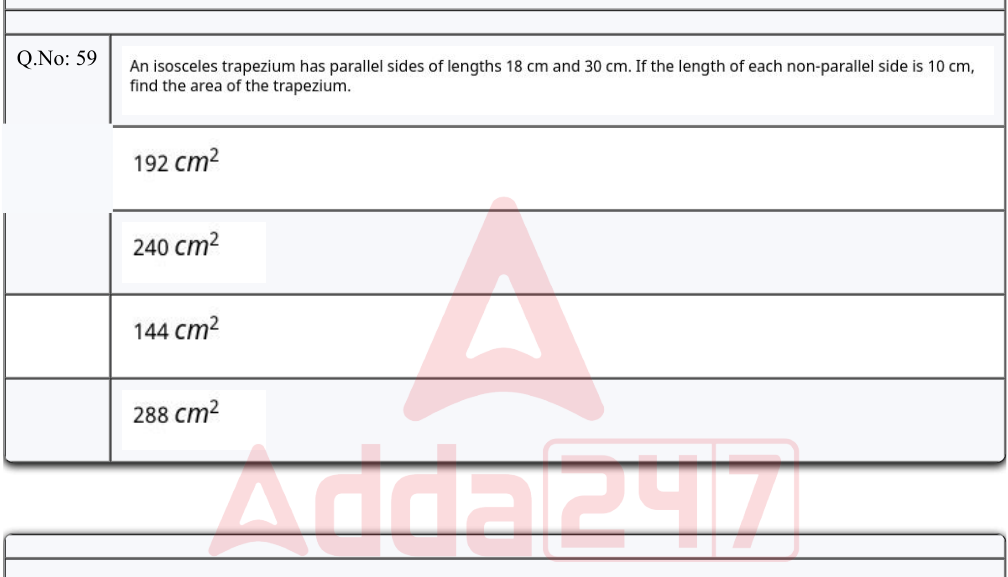 Q.No: 59
An isosceles trapezium has parallel sides of lengths 18 cm and 30 cm. If the length of each non-parallel side is 10 cm,
find the area of the trapezium.
192 cm²
240 cm²
144 cm²
288 cm²
Adda247